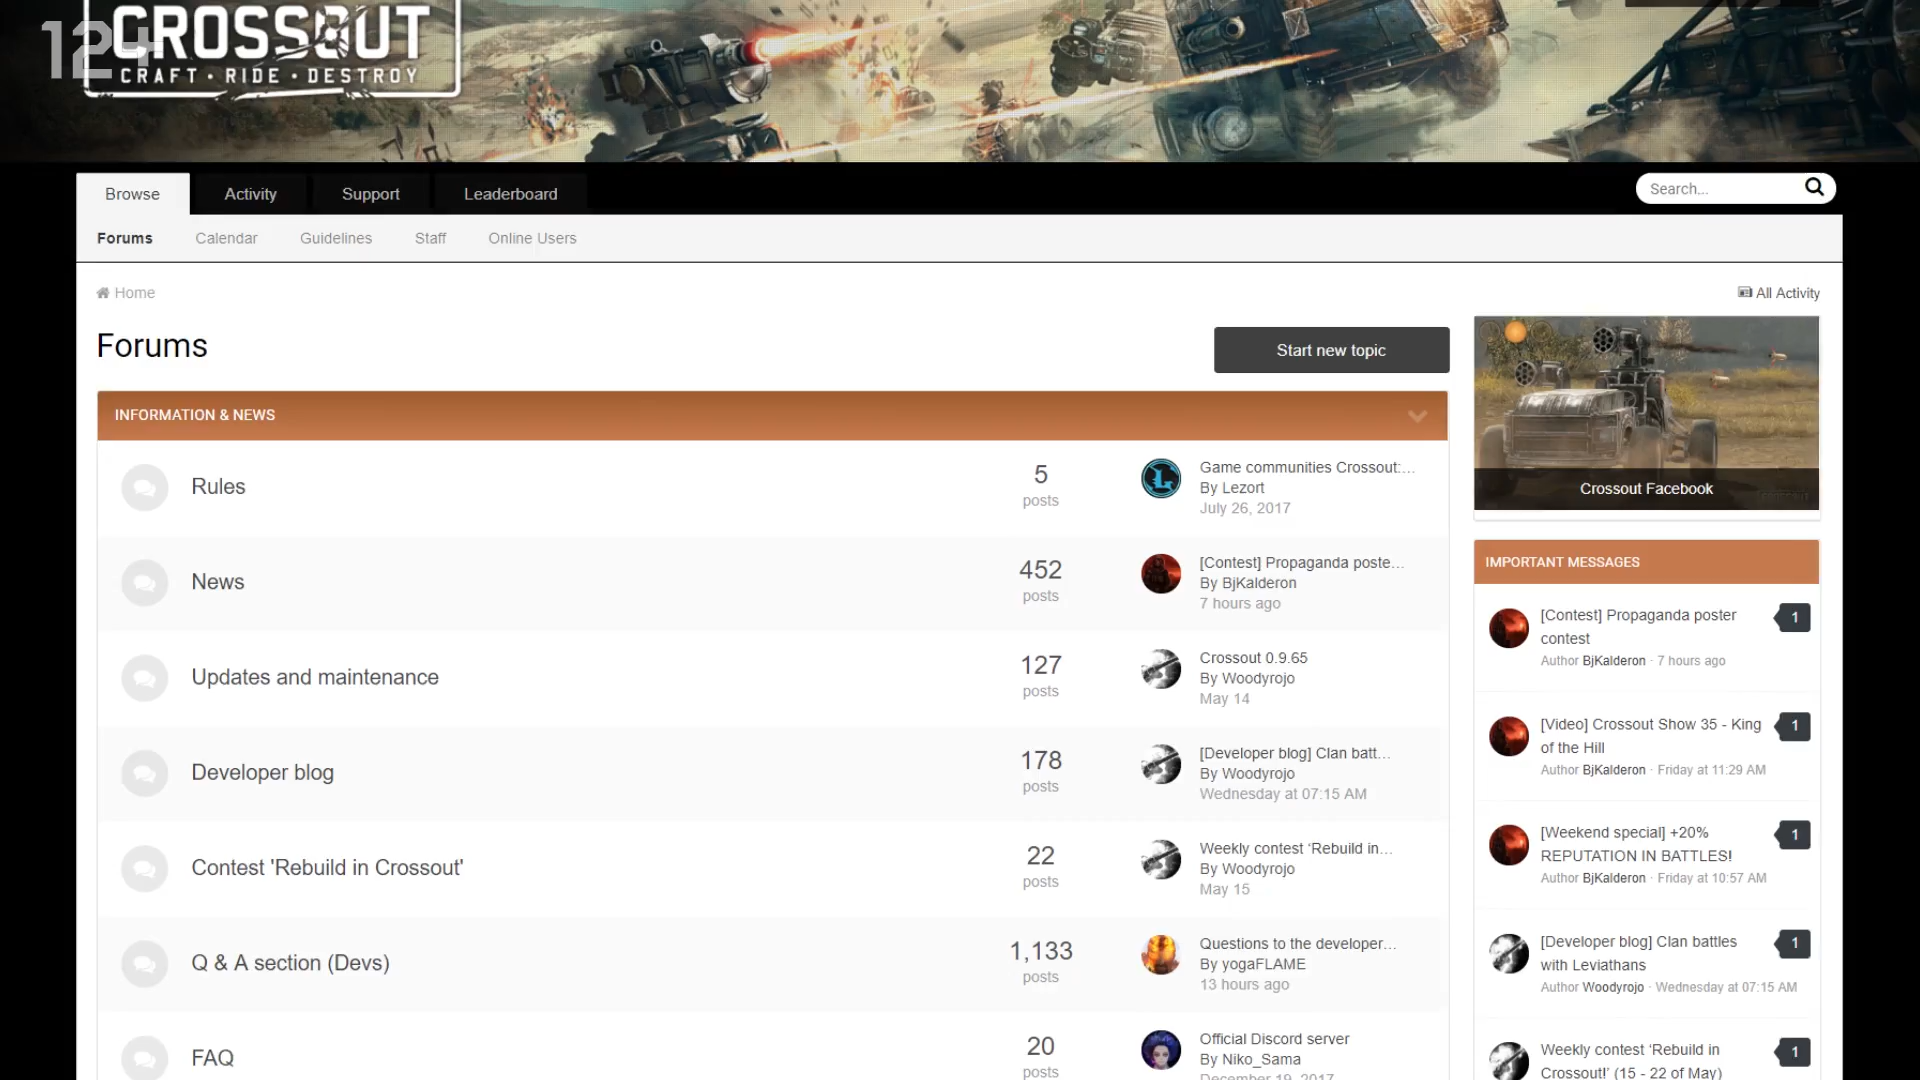 12+
CROSSOUT
CRAFT · RIDE · DESTROY
Browse
Activity
Support
Leaderboard
Search...
Forums
Calendar
Guidelines
Staff
Online Users
Home
All Activity
Forums
Start new topic
Crossout Facebook
INFORMATION & NEWS
Rules
5
posts
Game communities Crossout:...
By Lezort
July 26, 2017
News
452
posts
[Contest] Propaganda poste...
By BjKalderon
7 hours ago
Updates and maintenance
127
posts
Crossout 0.9.65
By Woodyrojo
May 14
Developer blog
178
posts
[Developer blog] Clan batt...
By Woodyrojo
Wednesday at 07:15 AM
Contest 'Rebuild in Crossout'
22
posts
Weekly contest ‘Rebuild in...
By Woodyrojo
May 15
Q & A section (Devs)
1,133
posts
Questions to the developer...
By yogaFLAME
13 hours ago
FAQ
20
posts
Official Discord server
By Niko_Sama
December 19, 2017
IMPORTANT MESSAGES
[Contest] Propaganda poster
contest
1
Author BjKalderon · 7 hours ago
[Video] Crossout Show 35 - King
of the Hill
1
Author BjKalderon · Friday at 11:29 AM
[Weekend special] +20%
REPUTATION IN BATTLES!
1
Author BjKalderon · Friday at 10:57 AM
[Developer blog] Clan battles
with Leviathans
1
Author Woodyrojo · Wednesday at 07:15 AM
Weekly contest ‘Rebuild in
Crossout!’ (15 - 22 of May)
1